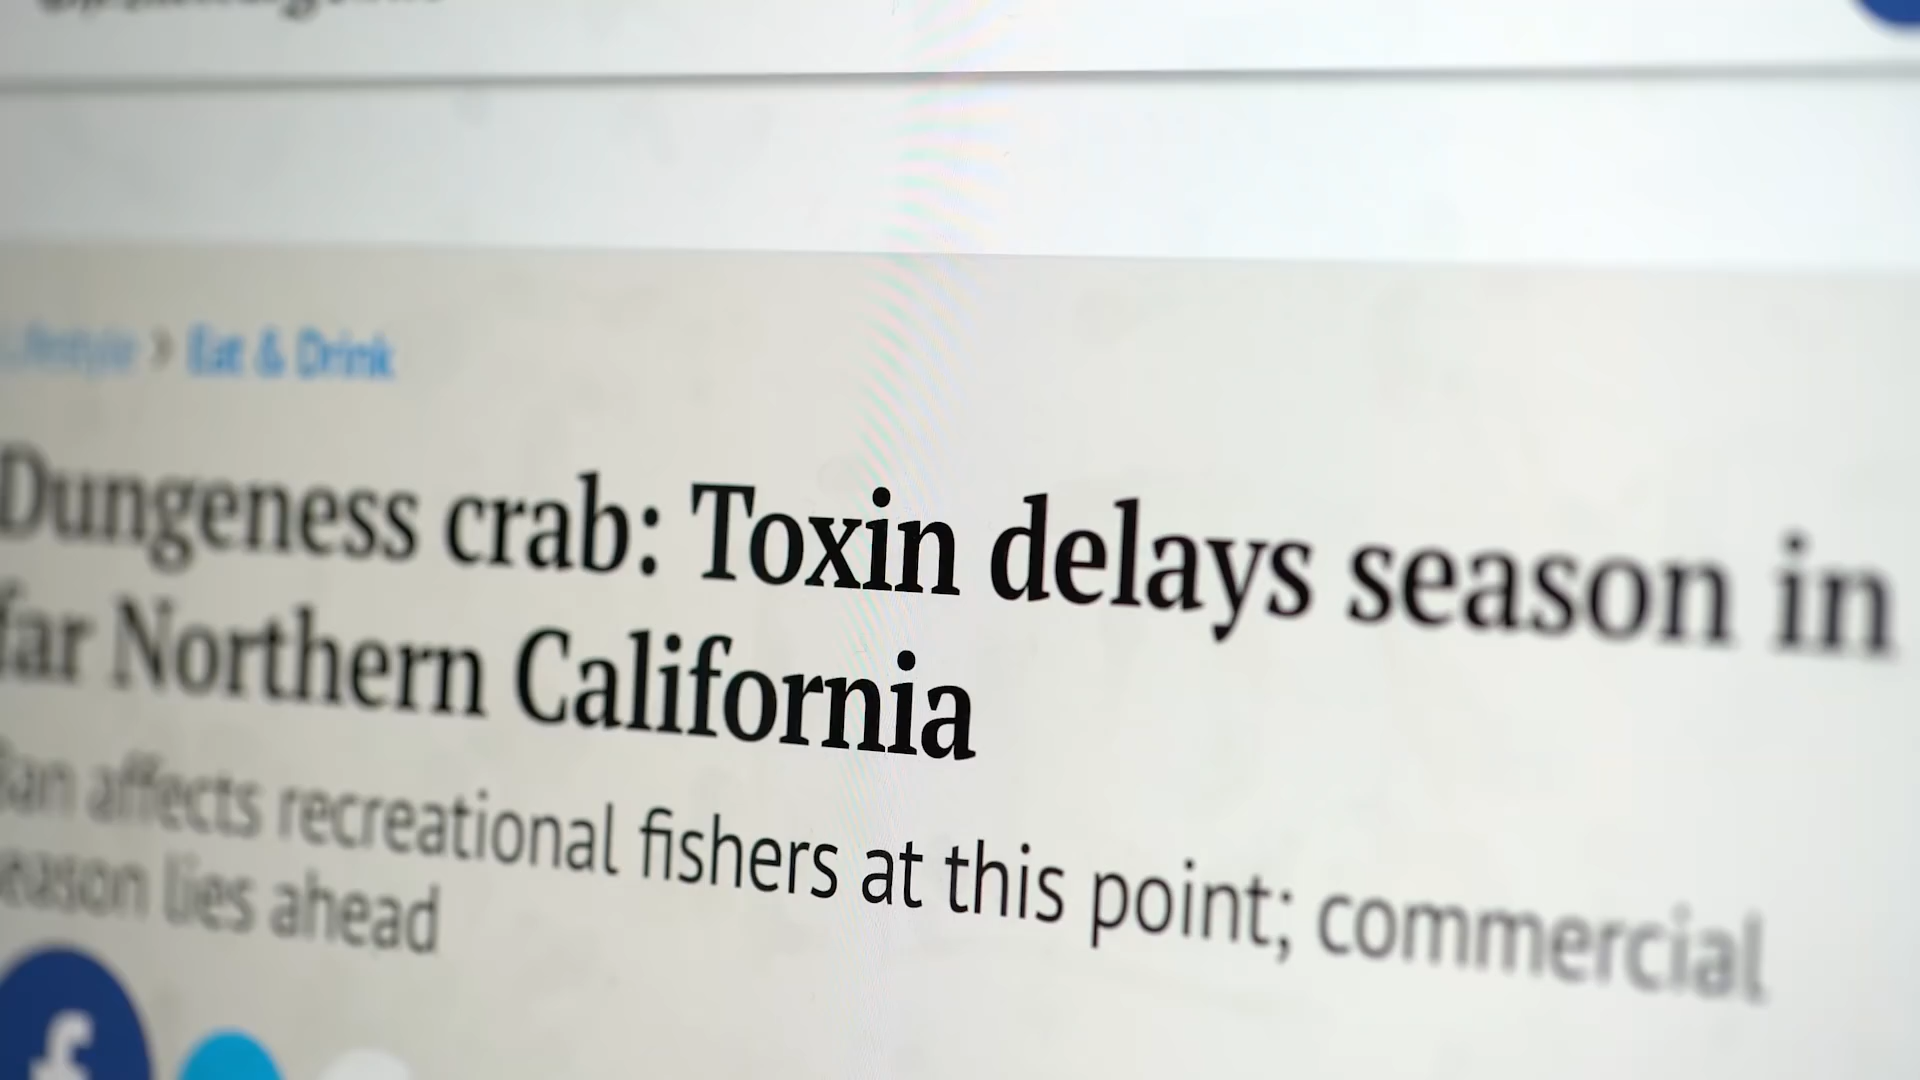 Lifestyle > Eat & Drink
Dungeness crab: Toxin delays season in
far Northern California
affects recreational fishers at this point; commercial
season lies ahead
f